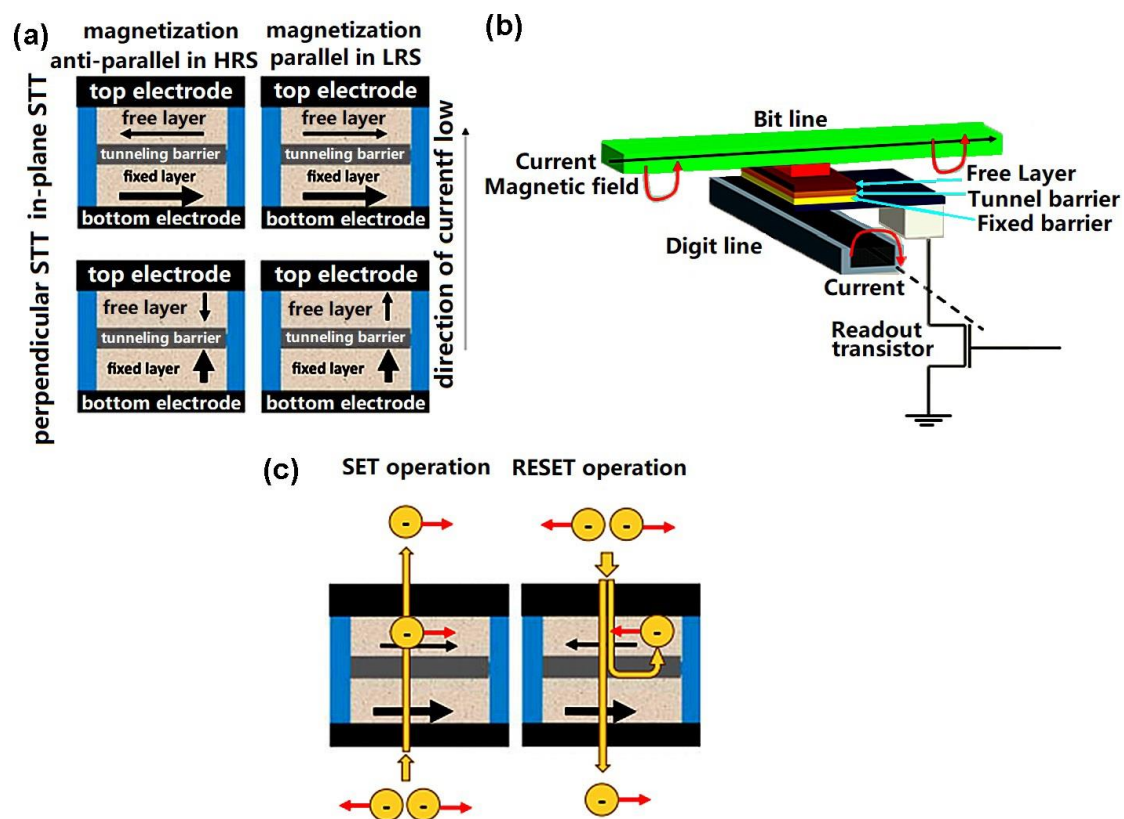 (a)
magnetization
anti-parallel in HRS
magnetization
parallel in LRS
in-plane STT
top electrode
free layer
tunneling barrier
fixed layer
bottom electrode
top electrode
free layer
tunneling barrier
fixed layer
bottom electrode
perpendicular STT
top electrode
free layer
tunneling barrier
fixed layer
bottom electrode
top electrode
free layer
tunneling barrier
fixed layer
bottom electrode
direction of currentf low
(b)
Bit line
Current
Magnetic field
Free Layer
Tunnel barrier
Fixed barrier
Digit line
Current
Readout
transistor
(c)
SET operation
RESET operation
-
- -
-
-
- -
-